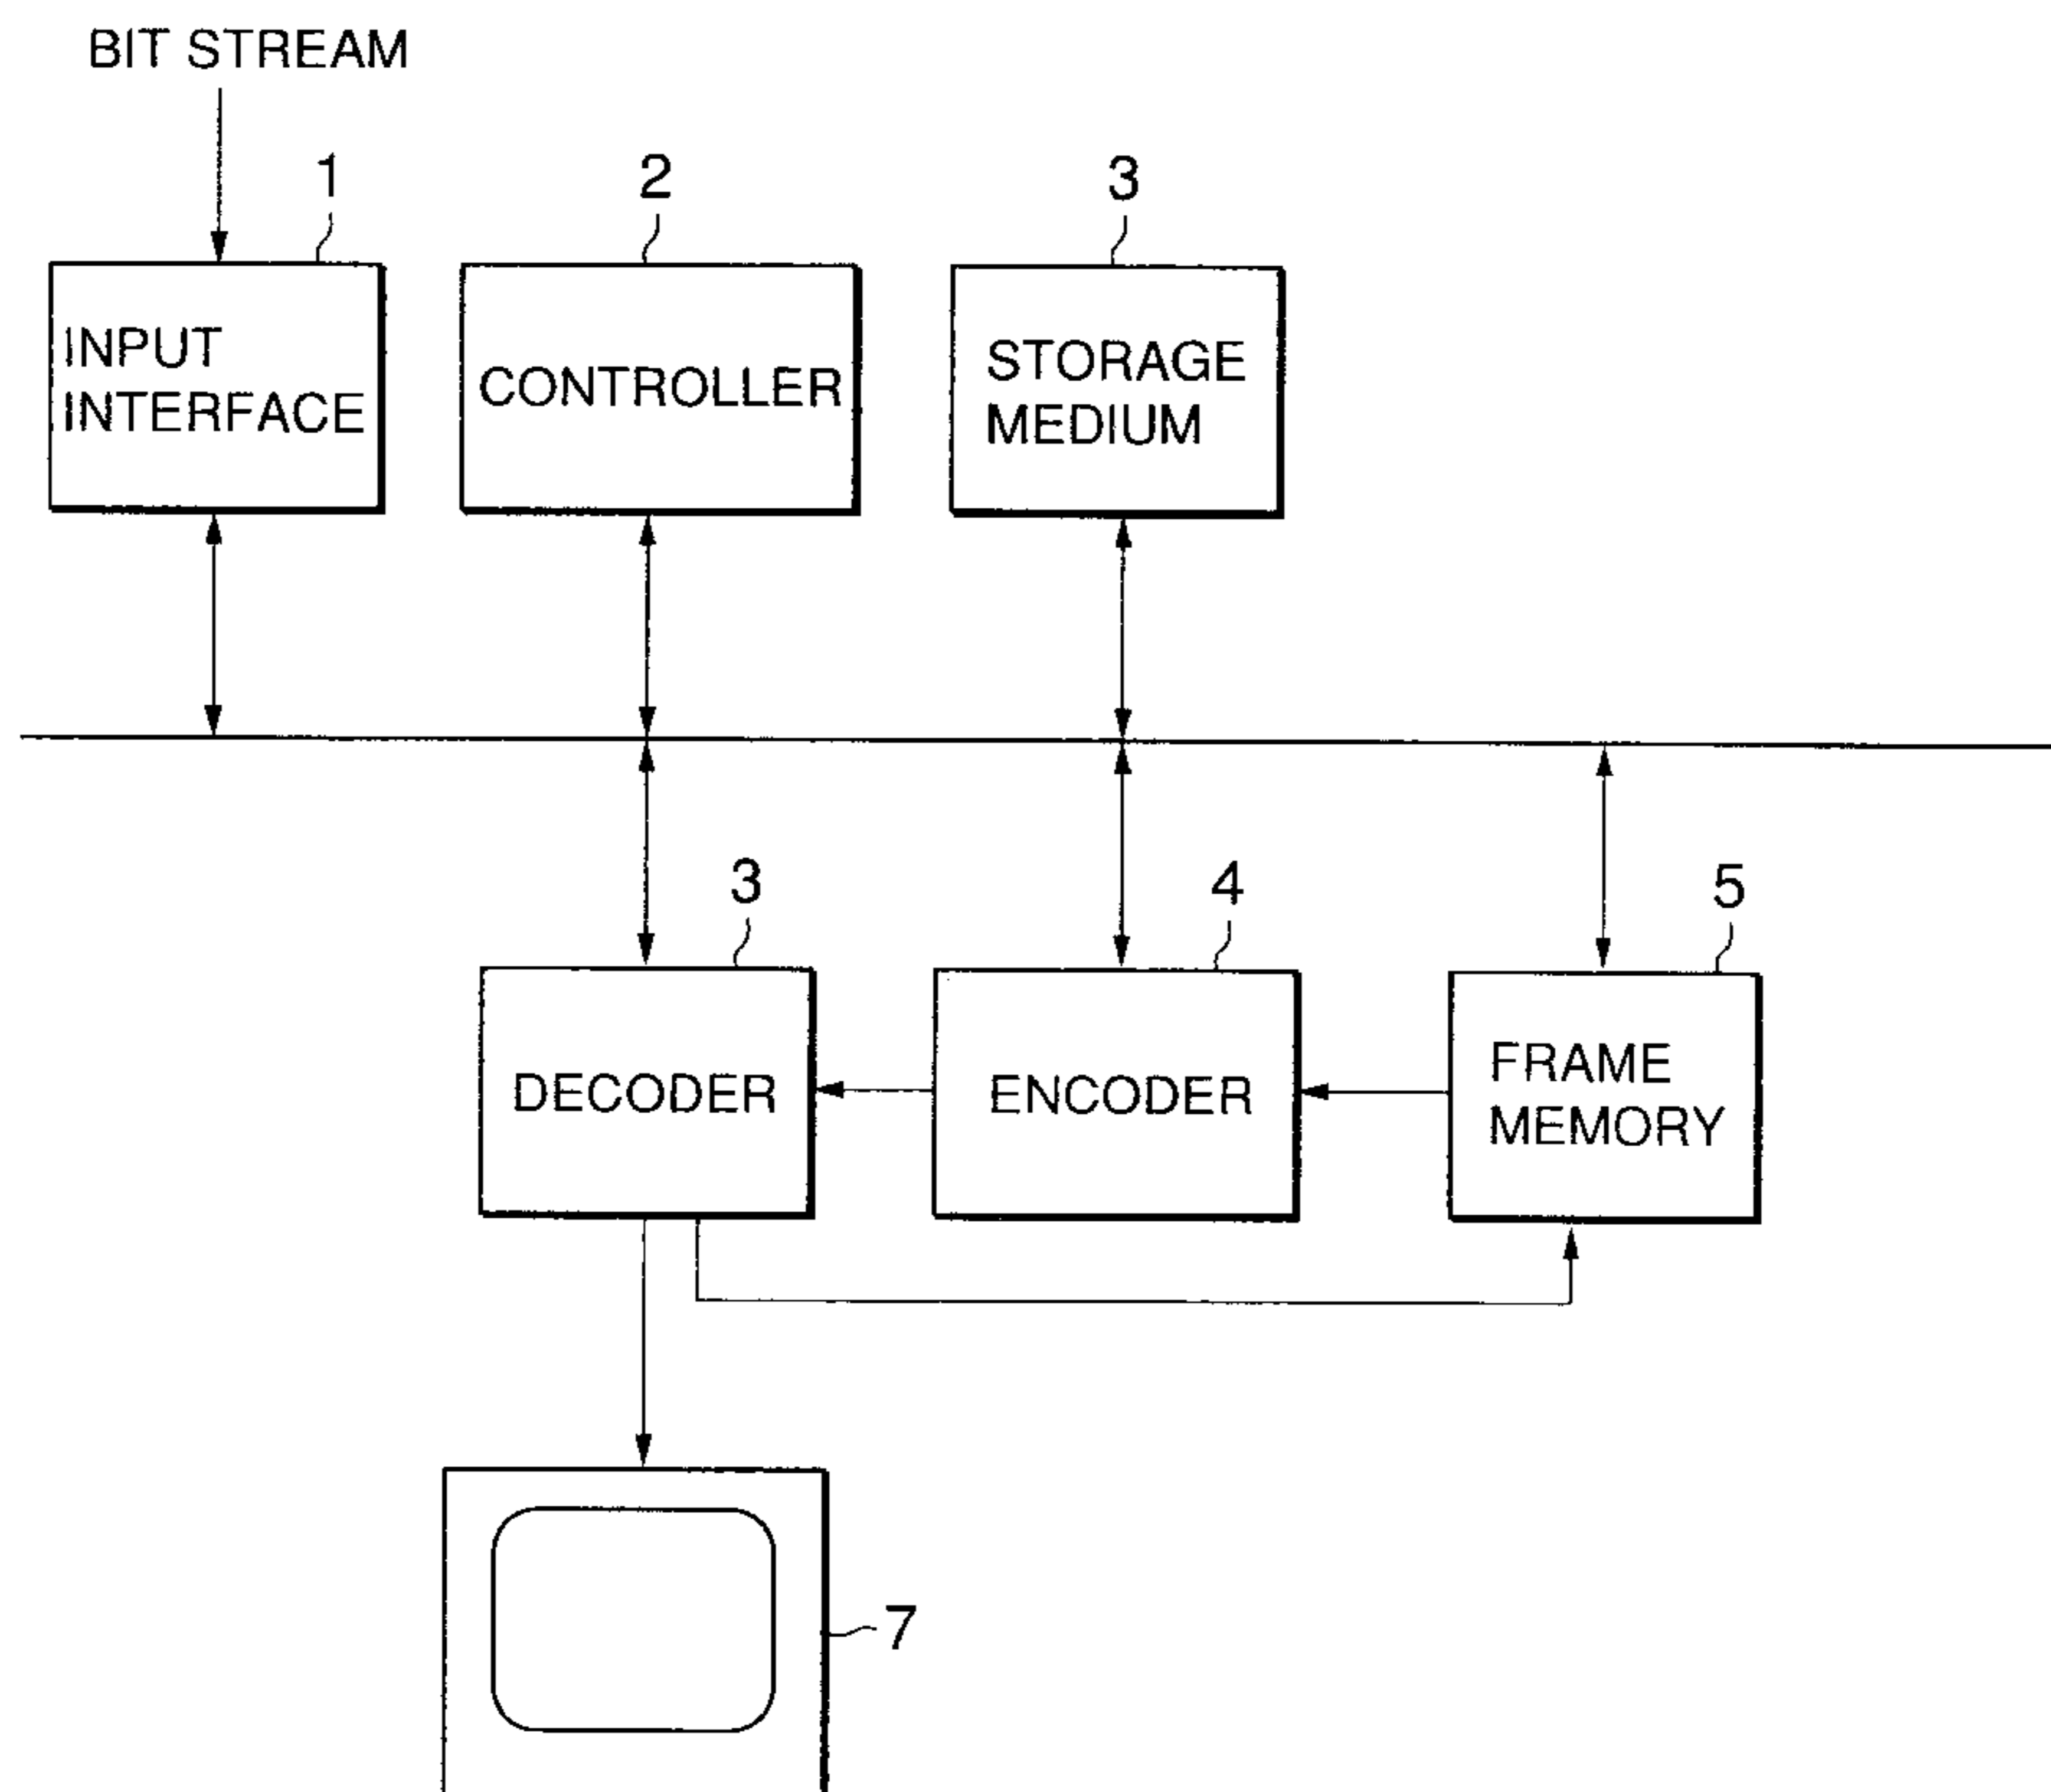 BIT STREAM
1
2
3
INPUT
INTERFACE
CONTROLLER
STORAGE
MEDIUM
3
4
5
DECODER
ENCODER
FRAME
MEMORY
7